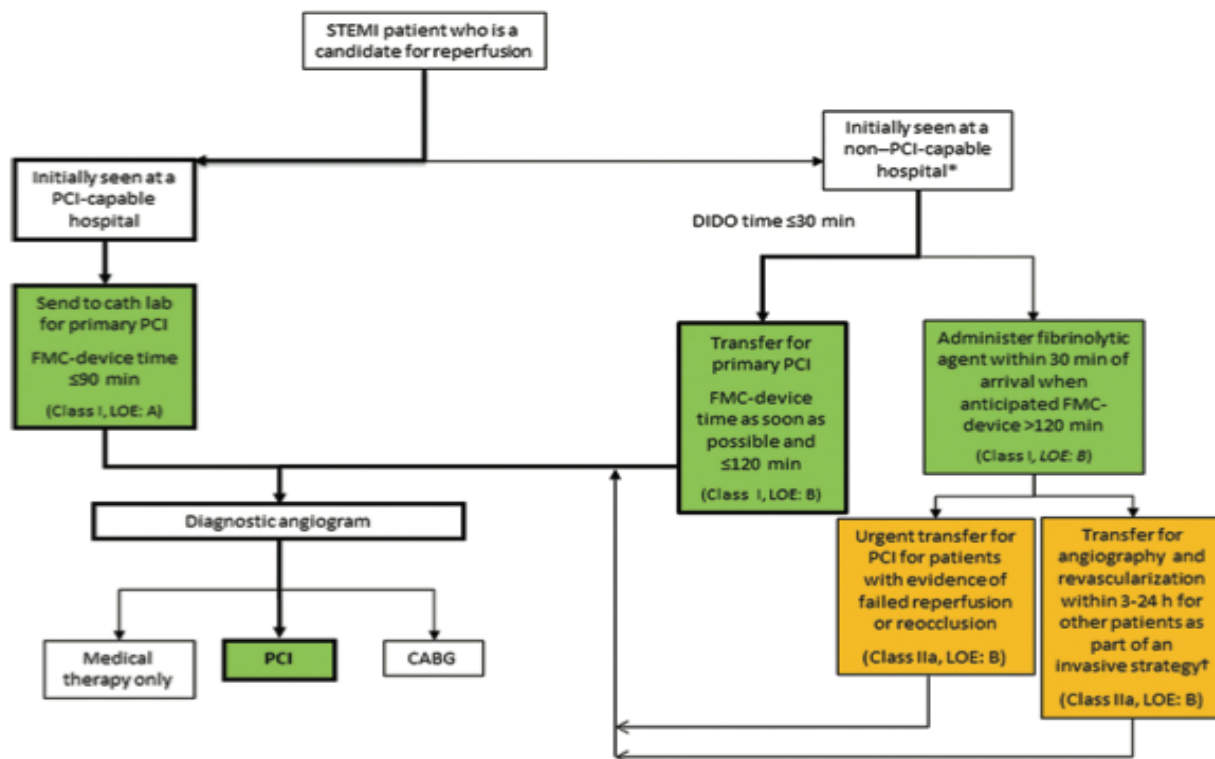 STEMI patient who is a
candidate for reperfusion
Initially seen at a
PCI-capable
hospital
Initially seen at a
non–PCI-capable
hospital*
DIDO time ≤30 min
Send to cath lab
for primary PCI
FMC-device time
≤90 min
(Class I, LOE: A)
Transfer for
primary PCI
FMC-device
time as soon as
possible and
≤120 min
(Class I, LOE: B)
Administer fibrinolytic
agent within 30 min of
arrival when
anticipated FMC-
device >120 min
(Class I, LOE: B)
Diagnostic angiogram
Medical
therapy only
PCI
CABG
Urgent transfer for
PCI for patients
with evidence of
failed reperfusion
or reocclusion
(Class IIa, LOE: B)
Transfer for
angiography and
revascularization
within 3-24 h for
other patients as
part of an
invasive strategy†
(Class IIa, LOE: B)